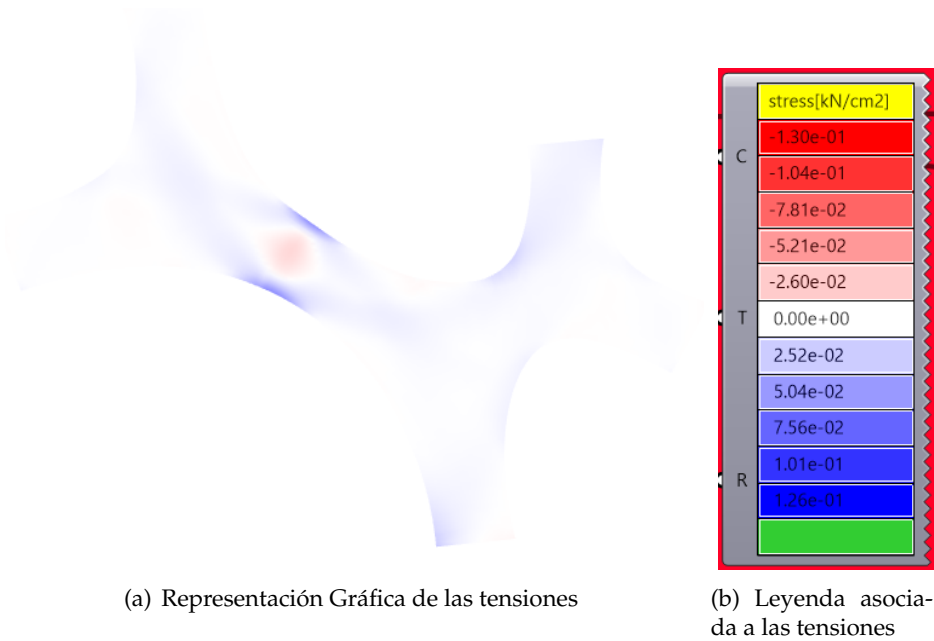 stress[kN/cm2]
-1.30e-01
C
-1.04e-01
-7.81e-02
-5.21e-02
-2.60e-02
T
0.00e+00
2.52e-02
5.04e-02
7.56e-02
1.01e-01
R
1.26e-01
(a) Representación Gráfica de las tensiones
(b) Leyenda asocia-
da a las tensiones